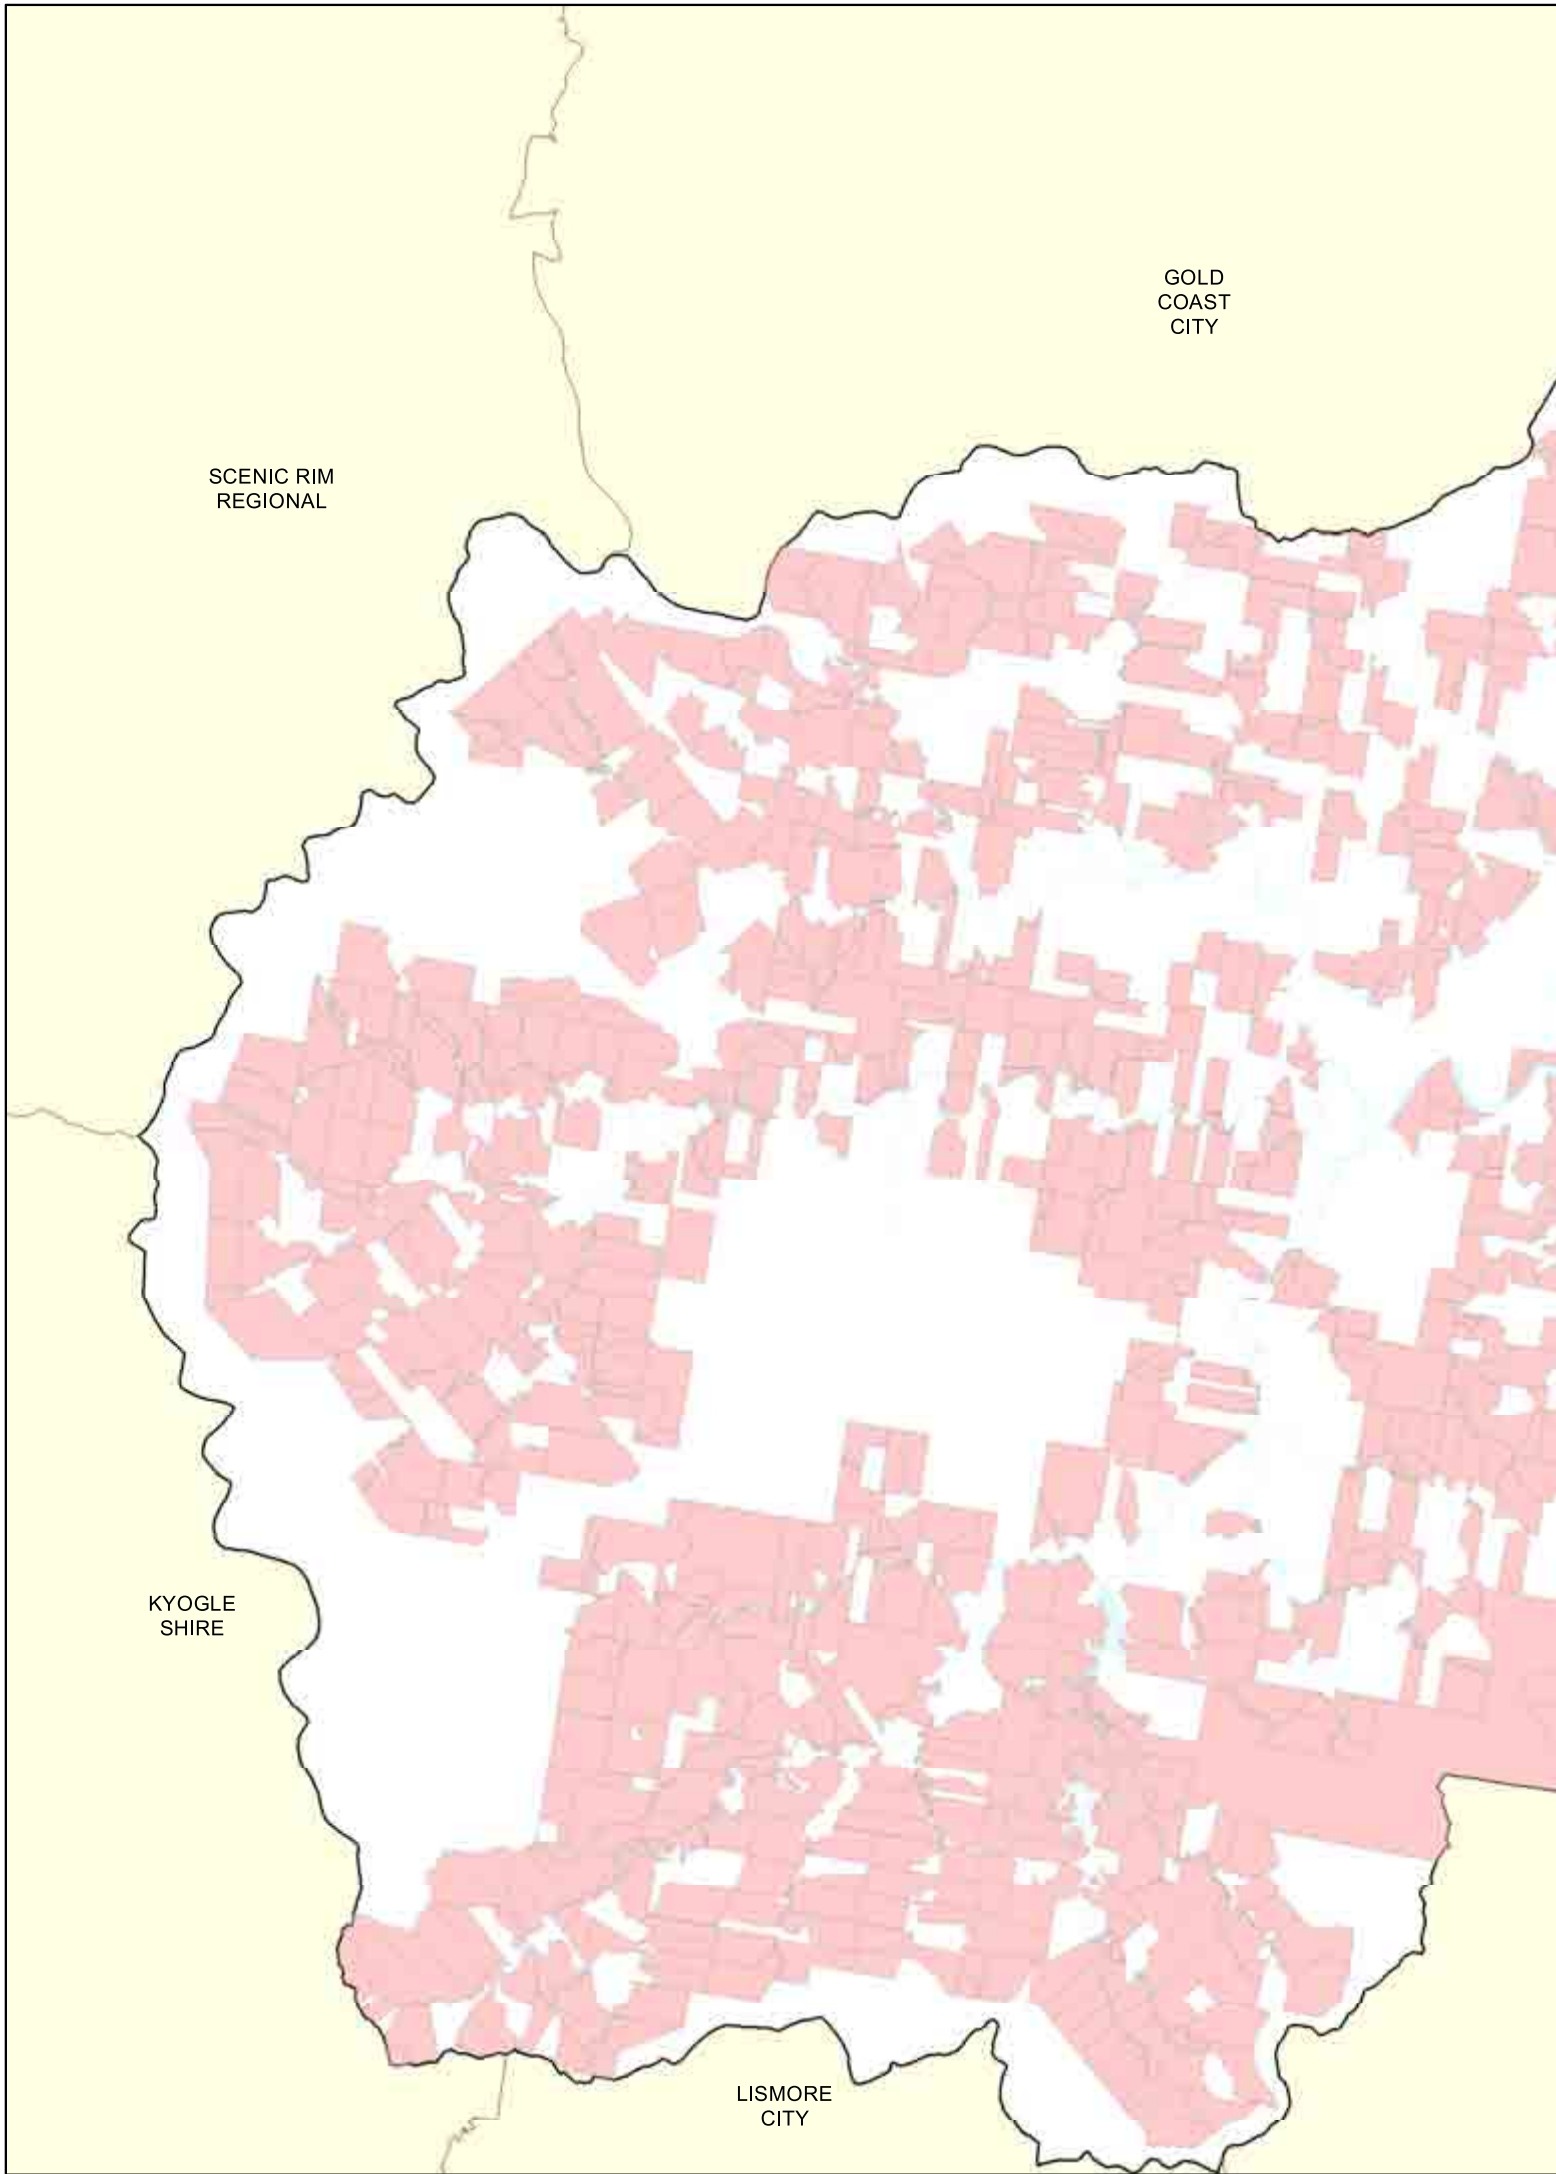 GOLD
COAST
CITY
SCENIC RIM
REGIONAL
KYOGLE
SHIRE
LISMORE
CITY